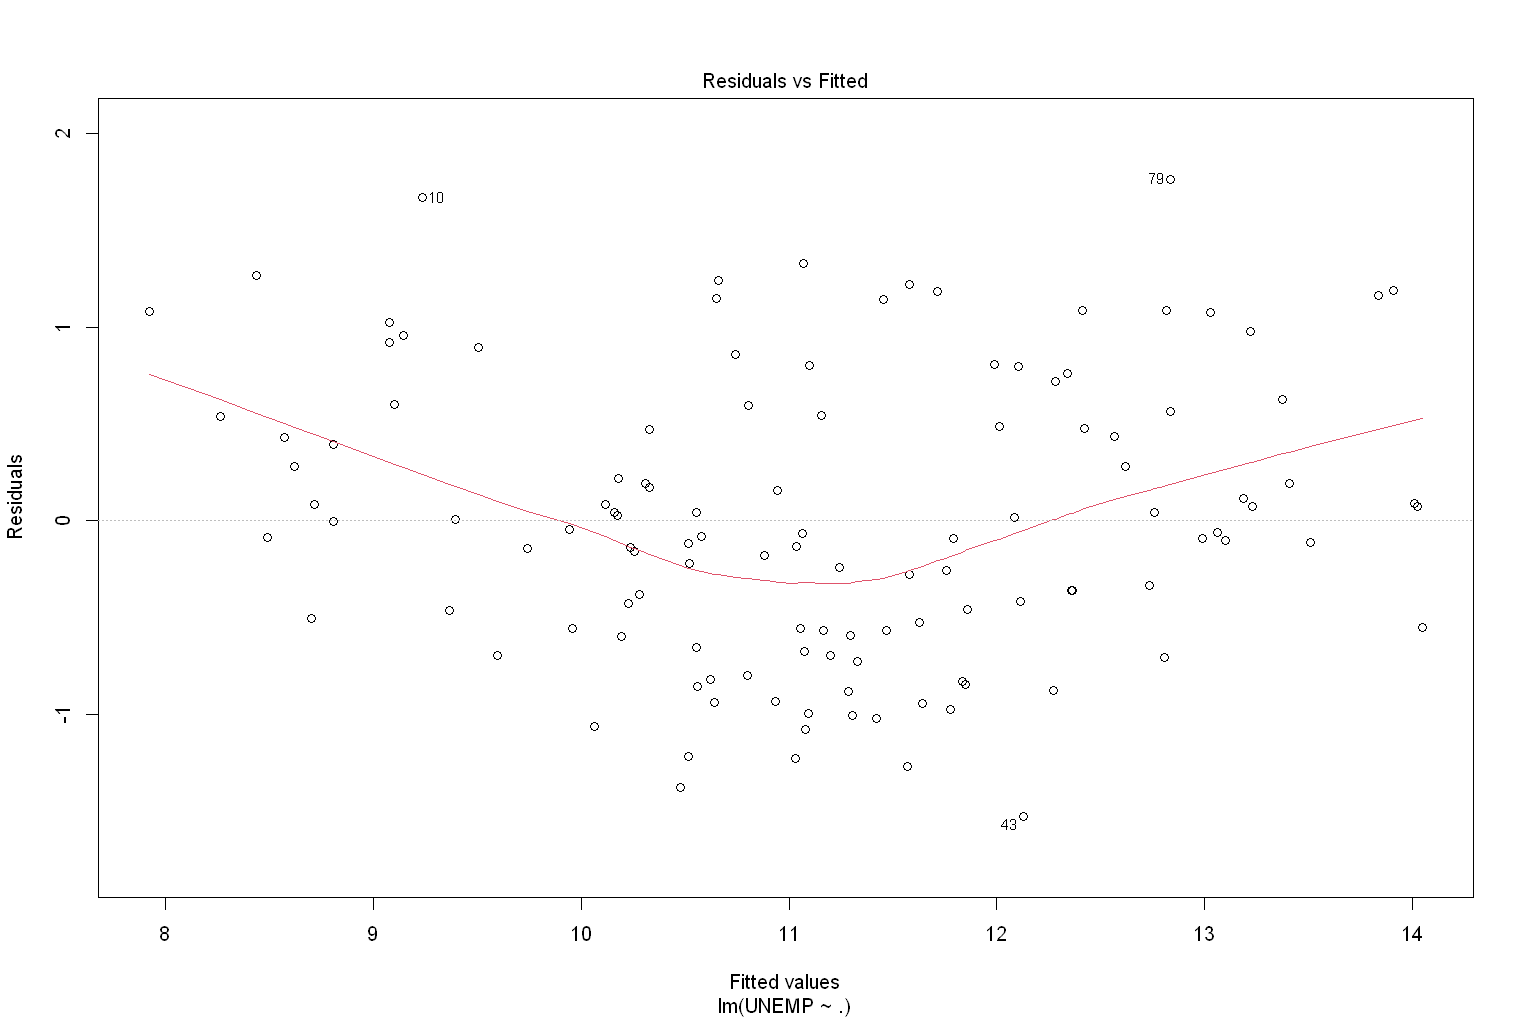 Residuals vs Fitted
2
1
0
-1
Residuals
10
79
43
8 9 10 11 12 13 14
Fitted values
lm(UNEMP ~ .)